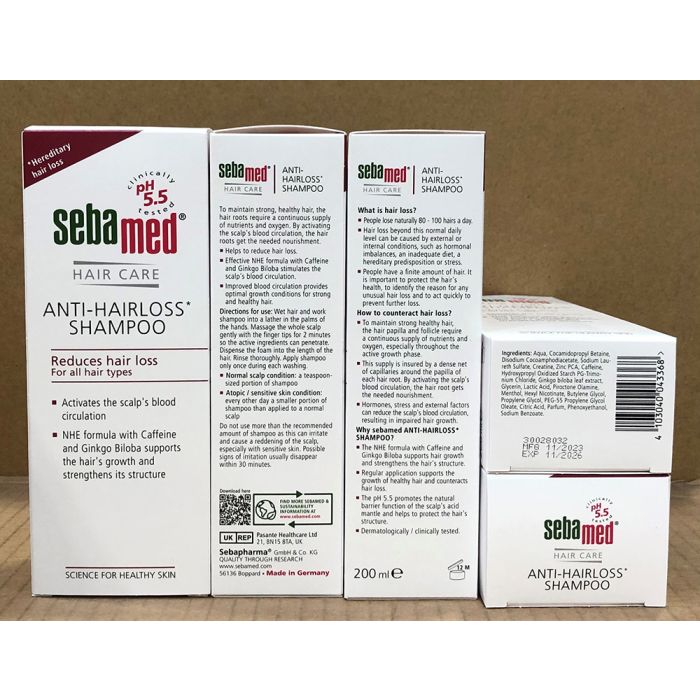 *Hereditary
hair loss
clinically
pH
5.5
tested
sebamed®
HAIR CARE
ANTI-HAIRLOSS*
SHAMPOO
Reduces hair loss
For all hair types
• Activates the scalp's blood
circulation
• NHE formula with Caffeine
and Ginkgo Biloba supports
the hair's growth and
strengthens its structure
SCIENCE FOR HEALTHY SKIN
sebamed®
HAIR CARE
ANTI-
HAIRLOSS*
SHAMPOO
To maintain strong, healthy hair, the
hair roots require a continuous supply
of nutrients and oxygen. By activating
the scalp's blood circulation, the hair
roots get the needed nourishment.
■ Helps to reduce hair loss.
■ Effective NHE formula with Caffeine
and Ginkgo Biloba stimulates the
scalp's blood circulation.
■ Improved blood circulation provides
optimal growth conditions for strong
and healthy hair.
Directions for use: Wet hair and work
shampoo into a lather in the palms of
the hands. Massage the whole scalp
gently with the finger tips for 2 minutes
so the active ingredients can penetrate.
Dispense the foam into the length of the
hair. Rinse thoroughly. Apply shampoo
only once during each washing.
■ Normal scalp condition: a teaspoon-
sized portion of shampoo
■ Atopic / sensitive skin condition:
every other day a smaller portion of
shampoo than applied to a normal
scalp
Do not use more than the recommended
amount of shampoo as this can irritate
and cause a reddening of the scalp,
especially with sensitive skin. Possible
signs of irritation usually disappear
within 30 minutes.
Download here
FIND MORE SEBAMED &
SUSTAINABILITY
INFORMATION AT
www.sebamed.com
UK REP
Pasante Healthcare Ltd
21, BN15 8TA, UK
Sebapharma® GmbH & Co. KG
QUALITY THROUGH RESEARCH
www.sebamed.com
56136 Boppard • Made in Germany
sebamed®
HAIR CARE
ANTI-
HAIRLOSS*
SHAMPOO
What is hair loss?
■ People lose naturally 80 - 100 hairs a day.
■ Hair loss beyond this normal daily
level can be caused by external or
internal conditions, such as hormonal
imbalances, an inadequate diet, a
hereditary predisposition or stress.
■ People have a finite amount of hair. It
is important to protect the hair's
health, to identify the reason for any
unusual hair loss and to act quickly to
prevent further loss.
How to counteract hair loss?
■ To maintain strong healthy hair,
the hair papilla and follicle require
a continuous supply of nutrients and
oxygen, especially throughout the
active growth phase.
■ This supply is insured by a dense net
of capillaries around the papilla of
each hair root. By activating the scalp's
blood circulation, the hair root gets
the needed nourishment.
■ Hormones, stress and external factors
can reduce the scalp's blood circulation,
resulting in impaired hair growth.
Why sebamed ANTI-HAIRLOSS*
SHAMPOO?
■ The NHE formula with Caffeine and
Ginkgo Biloba supports hair growth
and strengthens the hair's structure.
■ Regular application supports the
growth of healthy hair and counteracts
hair loss.
■ The pH 5.5 promotes the natural
barrier function of the scalp's acid
mantle and helps to protect the hair's
structure.
■ Dermatologically / clinically tested.
200 ml e
12 M
Ingredients: Aqua, Cocamidopropyl Betaine,
Disodium Cocoamphodiacetate, Sodium Lau-
reth Sulfate, Creatine, Zinc PCA, Caffeine,
Hydroxypropyl Oxidized Starch PG-Trimo-
nium Chloride, Ginkgo biloba leaf extract,
Glycerin, Lactic Acid, Piroctone Olamine,
Menthol, Hexyl Nicotinate, Butylene Glycol,
Propylene Glycol, PEG-55 Propylene Glycol
Oleate, Citric Acid, Parfum, Phenoxyethanol,
Sodium Benzoate.
4 103040 043368 >
30028032
MFG 11/2023
EXP 11/2026
clinically
pH
5.5
tested
sebamed®
HAIR CARE
ANTI-HAIRLOSS*
SHAMPOO